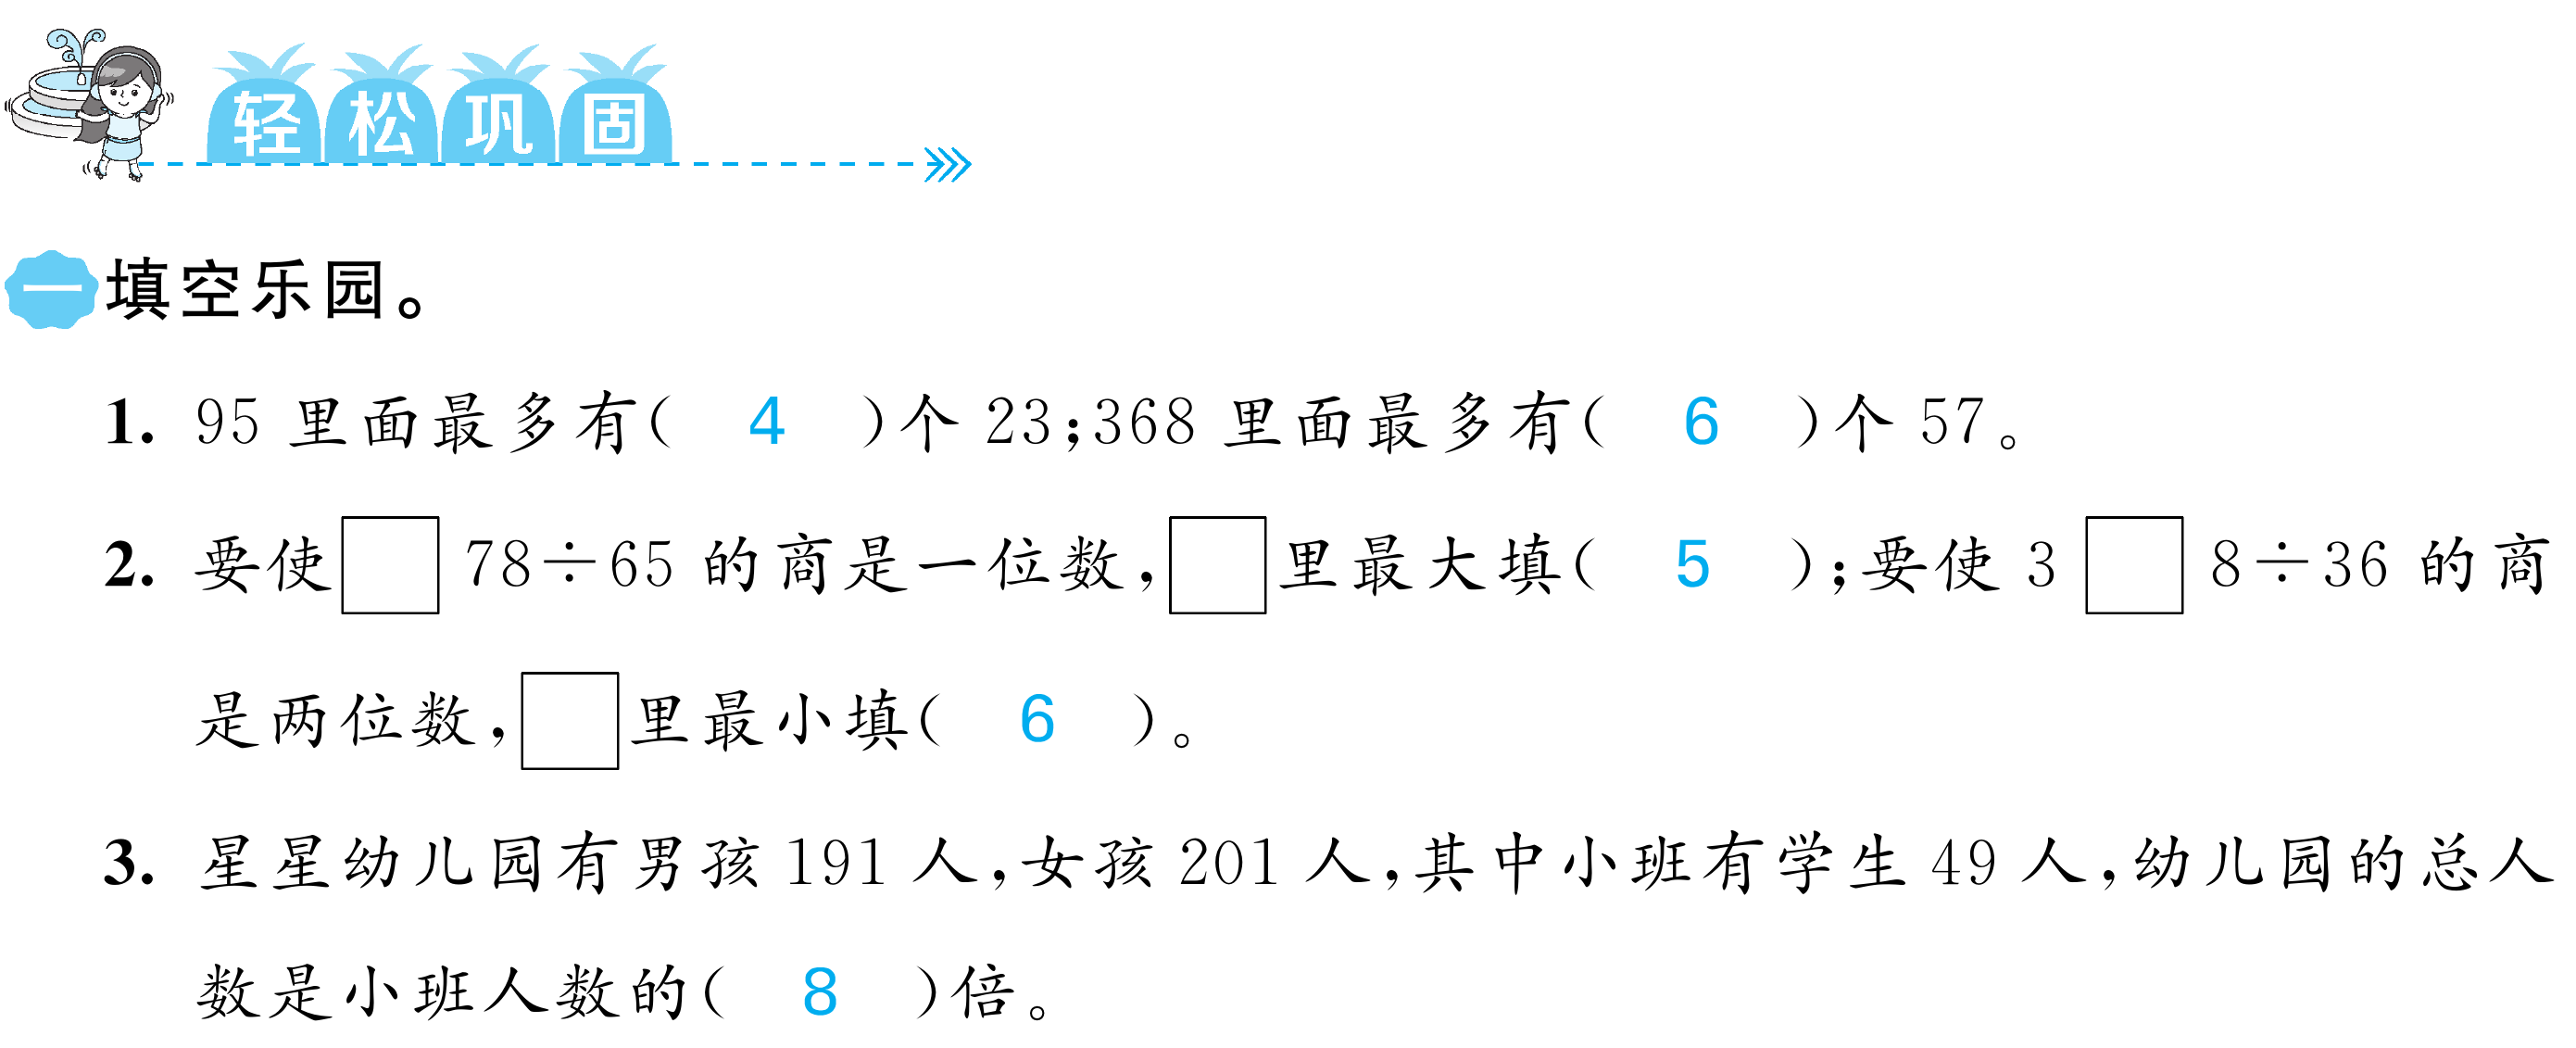 轻松巩固
一 填空乐园。
1. 95 里面最多有( 4 )个 23;368 里面最多有( 6 )个 57。
2. 要使□78÷65 的商是一位数,□里最大填( 5 );要使 3□8÷36 的商
是两位数,□里最小填( 6 )。
3. 星星幼儿园有男孩 191 人,女孩 201 人,其中小班有学生 49 人,幼儿园的总人
数是小班人数的( 8 )倍。